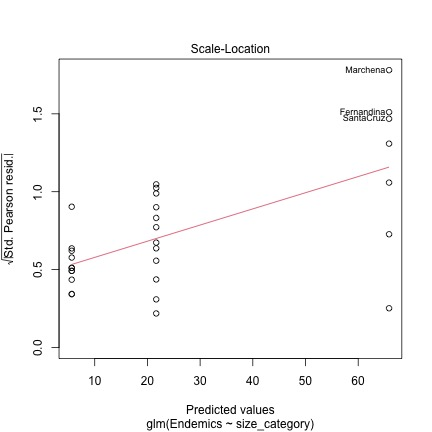 Scale-Location
√|Std. Pearson resid.|
1.5
1.0
0.5
0.0
Marchena
Fernandina
SantaCruz
10 20 30 40 50 60
Predicted values
glm(Endemics ~ size_category)